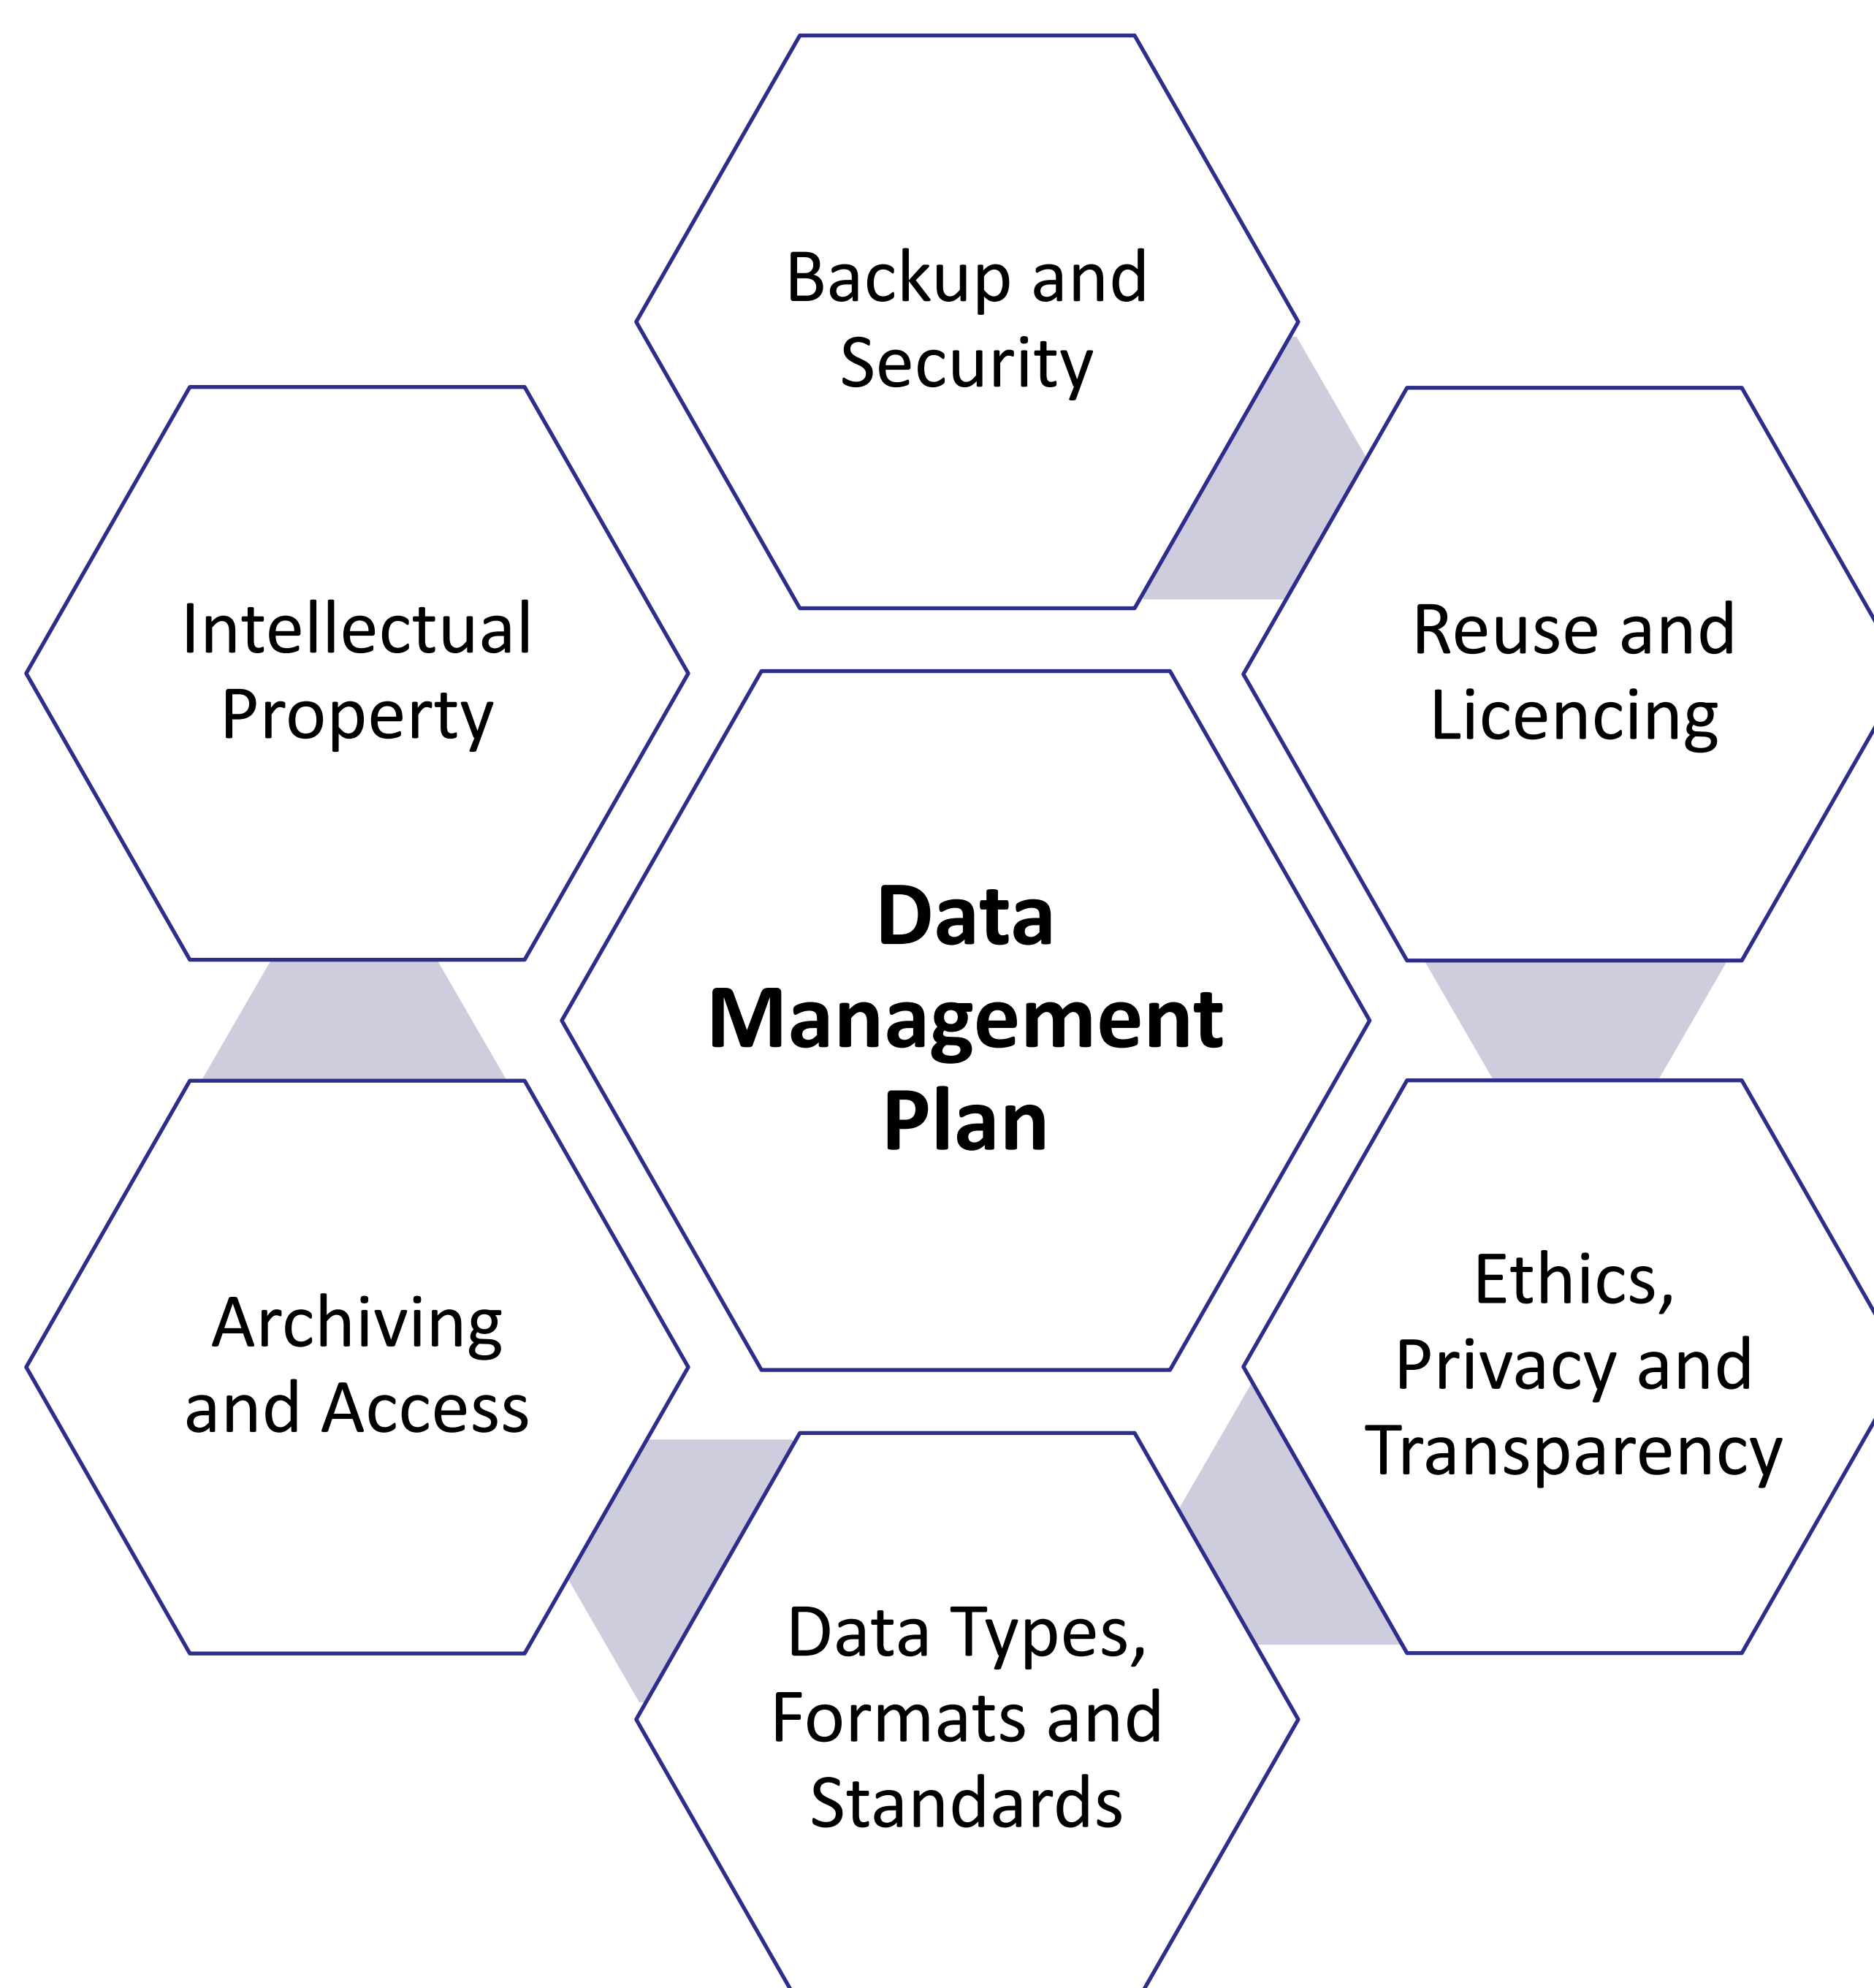 Backup and
Security
Intellectual
Property
Reuse and
Licencing
Data
Management
Plan
Archiving
and Access
Ethics,
Privacy and
Transparency
Data Types,
Formats and
Standards